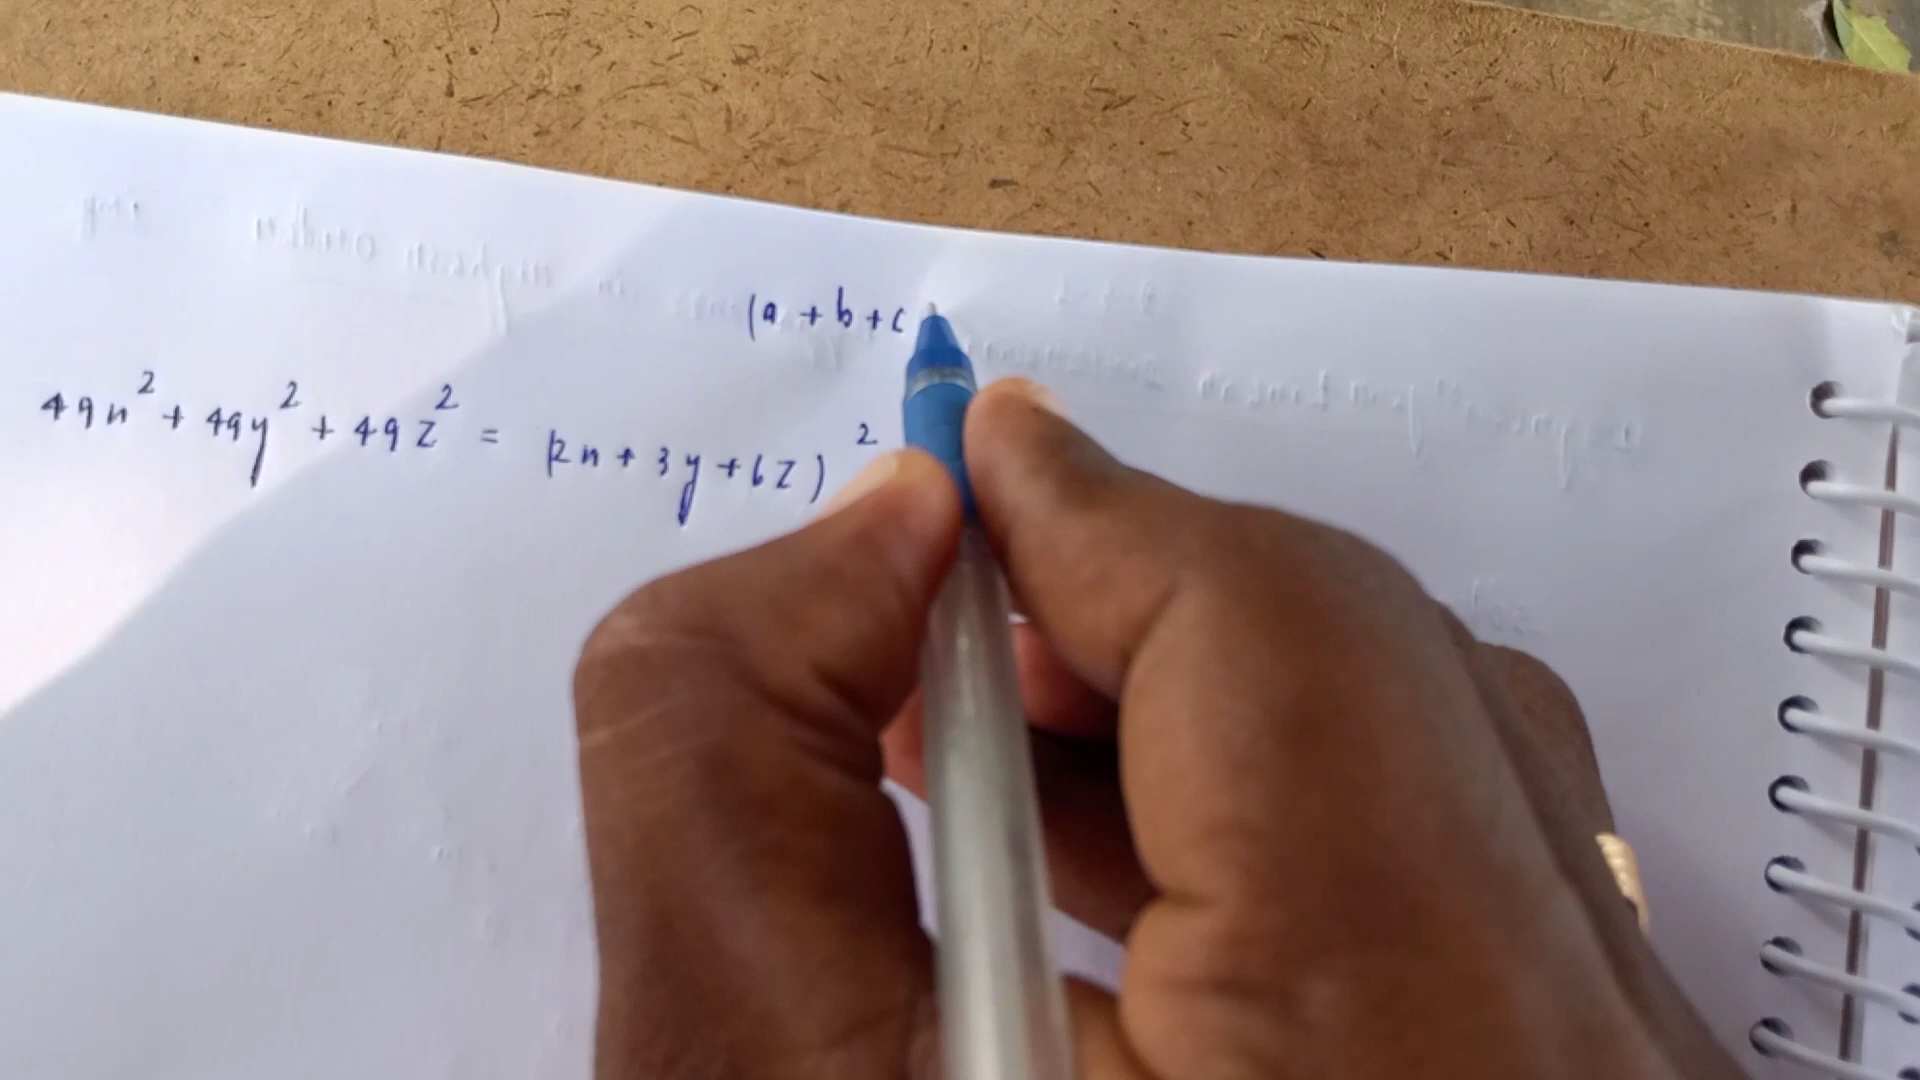 (a + b + c
49x² + 49y² + 49z² = (2x + 3y + 6z)²